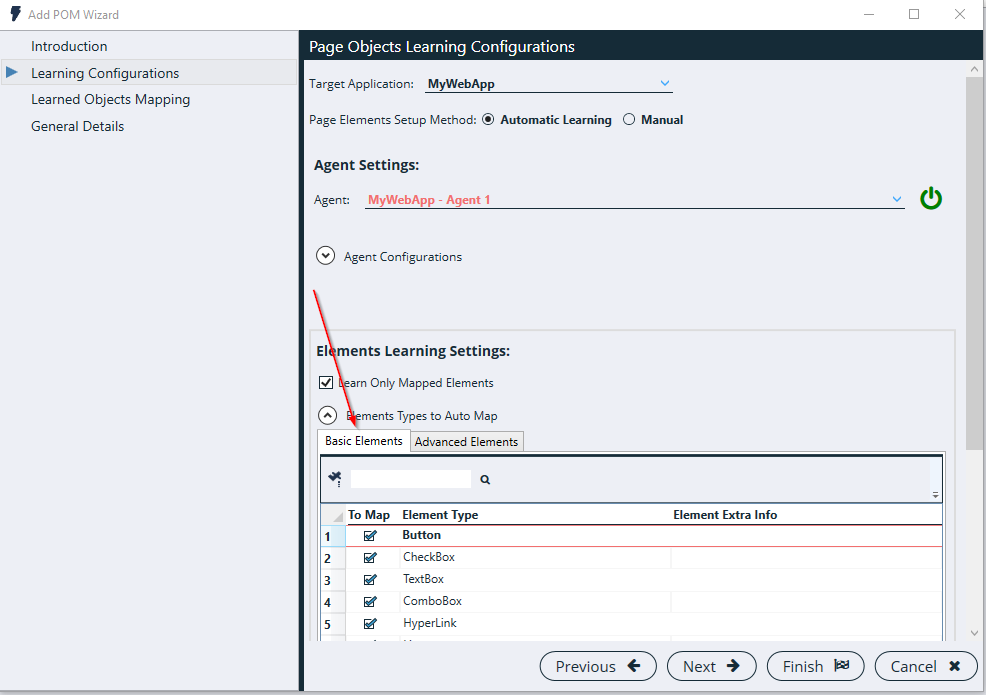 Add POM Wizard
Introduction
Learning Configurations
Learned Objects Mapping
General Details
Page Objects Learning Configurations
Target Application: MyWebApp
Page Elements Setup Method: Automatic Learning Manual
Agent Settings:
Agent: MyWebApp - Agent 1
Agent Configurations
Elements Learning Settings:
Learn Only Mapped Elements
Elements Types to Auto Map
Basic Elements Advanced Elements
To Map Element Type Element Extra Info
1 Button
2 CheckBox
3 TextBox
4 ComboBox
5 HyperLink
Previous Next Finish Cancel